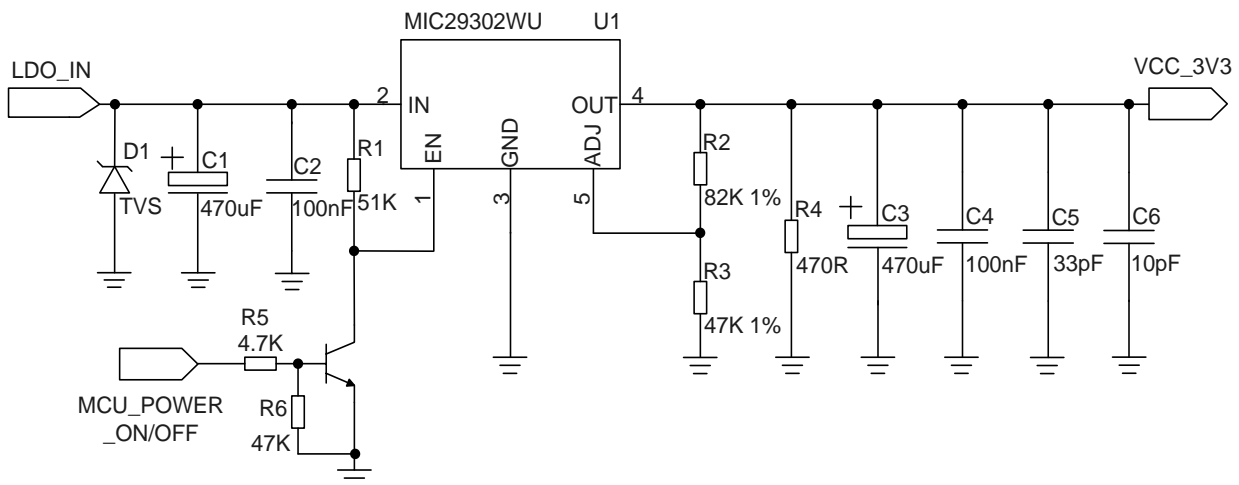 MIC29302WU U1
LDO_IN
VCC_3V3
2 IN
OUT 4
EN
GND
ADJ
1
3
5
D1
TVS
C1
470uF
C2
100nF
R1
51K
R2
82K 1%
R3
47K 1%
R4
470R
C3
470uF
C4
100nF
C5
33pF
C6
10pF
R5
4.7K
MCU_POWER
_ON/OFF
R6
47K